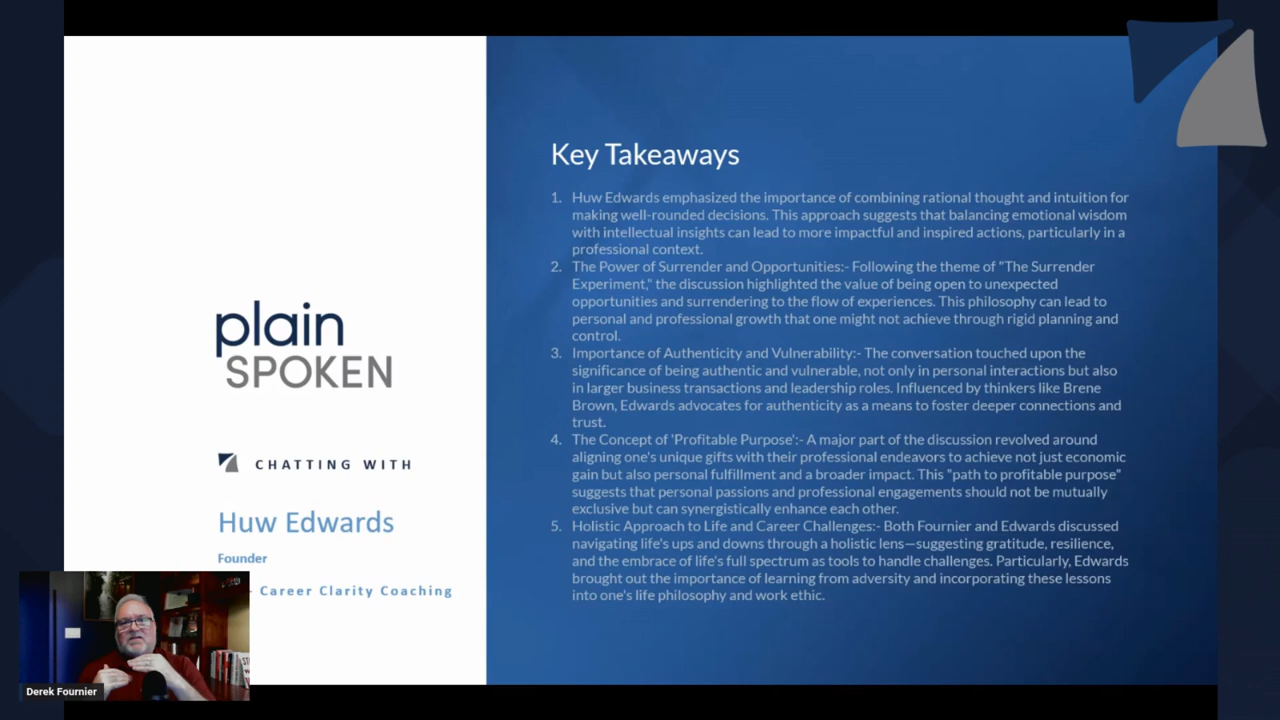 plain
SPOKEN
CHATTING WITH
Huw Edwards
Founder
Career Clarity Coaching
Derek Fournier
Key Takeaways
1. Huw Edwards emphasized the importance of combining rational thought and intuition for
making well-rounded decisions. This approach suggests that balancing emotional wisdom
with intellectual insights can lead to more impactful and inspired actions, particularly in a
professional context.
2. The Power of Surrender and Opportunities:- Following the theme of "The Surrender
Experiment," the discussion highlighted the value of being open to unexpected
opportunities and surrendering to the flow of experiences. This philosophy can lead to
personal and professional growth that one might not achieve through rigid planning and
control.
3. Importance of Authenticity and Vulnerability:- The conversation touched upon the
significance of being authentic and vulnerable, not only in personal interactions but also
in larger business transactions and leadership roles. Influenced by thinkers like Brene
Brown, Edwards advocates for authenticity as a means to foster deeper connections and
trust.
4. The Concept of 'Profitable Purpose':- A major part of the discussion revolved around
aligning one's unique gifts with their professional endeavors to achieve not just economic
gain but also personal fulfillment and a broader impact. This "path to profitable purpose"
suggests that personal passions and professional engagements should not be mutually
exclusive but can synergistically enhance each other.
5. Holistic Approach to Life and Career Challenges:- Both Fournier and Edwards discussed
navigating life's ups and downs through a holistic lens—suggesting gratitude, resilience,
and the embrace of life's full spectrum as tools to handle challenges. Particularly, Edwards
brought out the importance of learning from adversity and incorporating these lessons
into one's life philosophy and work ethic.